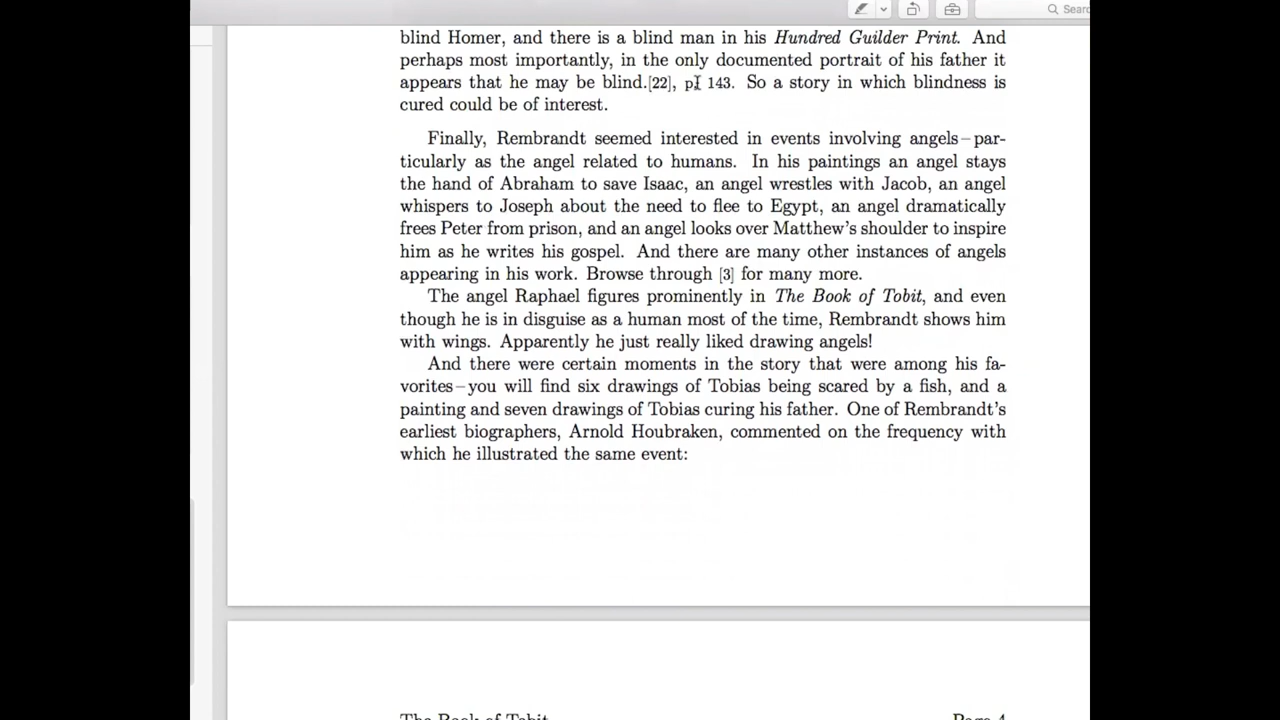 Sear
blind Homer, and there is a blind man in his Hundred Guilder Print. And
perhaps most importantly, in the only documented portrait of his father it
appears that he may be blind.[22], p. 143. So a story in which blindness is
cured could be of interest.
Finally, Rembrandt seemed interested in events involving angels–par-
ticularly as the angel related to humans. In his paintings an angel stays
the hand of Abraham to save Isaac, an angel wrestles with Jacob, an angel
whispers to Joseph about the need to flee to Egypt, an angel dramatically
frees Peter from prison, and an angel looks over Matthew's shoulder to inspire
him as he writes his gospel. And there are many other instances of angels
appearing in his work. Browse through [3] for many more.
The angel Raphael figures prominently in The Book of Tobit, and even
though he is in disguise as a human most of the time, Rembrandt shows him
with wings. Apparently he just really liked drawing angels!
And there were certain moments in the story that were among his fa-
vorites–you will find six drawings of Tobias being scared by a fish, and a
painting and seven drawings of Tobias curing his father. One of Rembrandt's
earliest biographers, Arnold Houbraken, commented on the frequency with
which he illustrated the same event:
The Book of Tobit Page 4